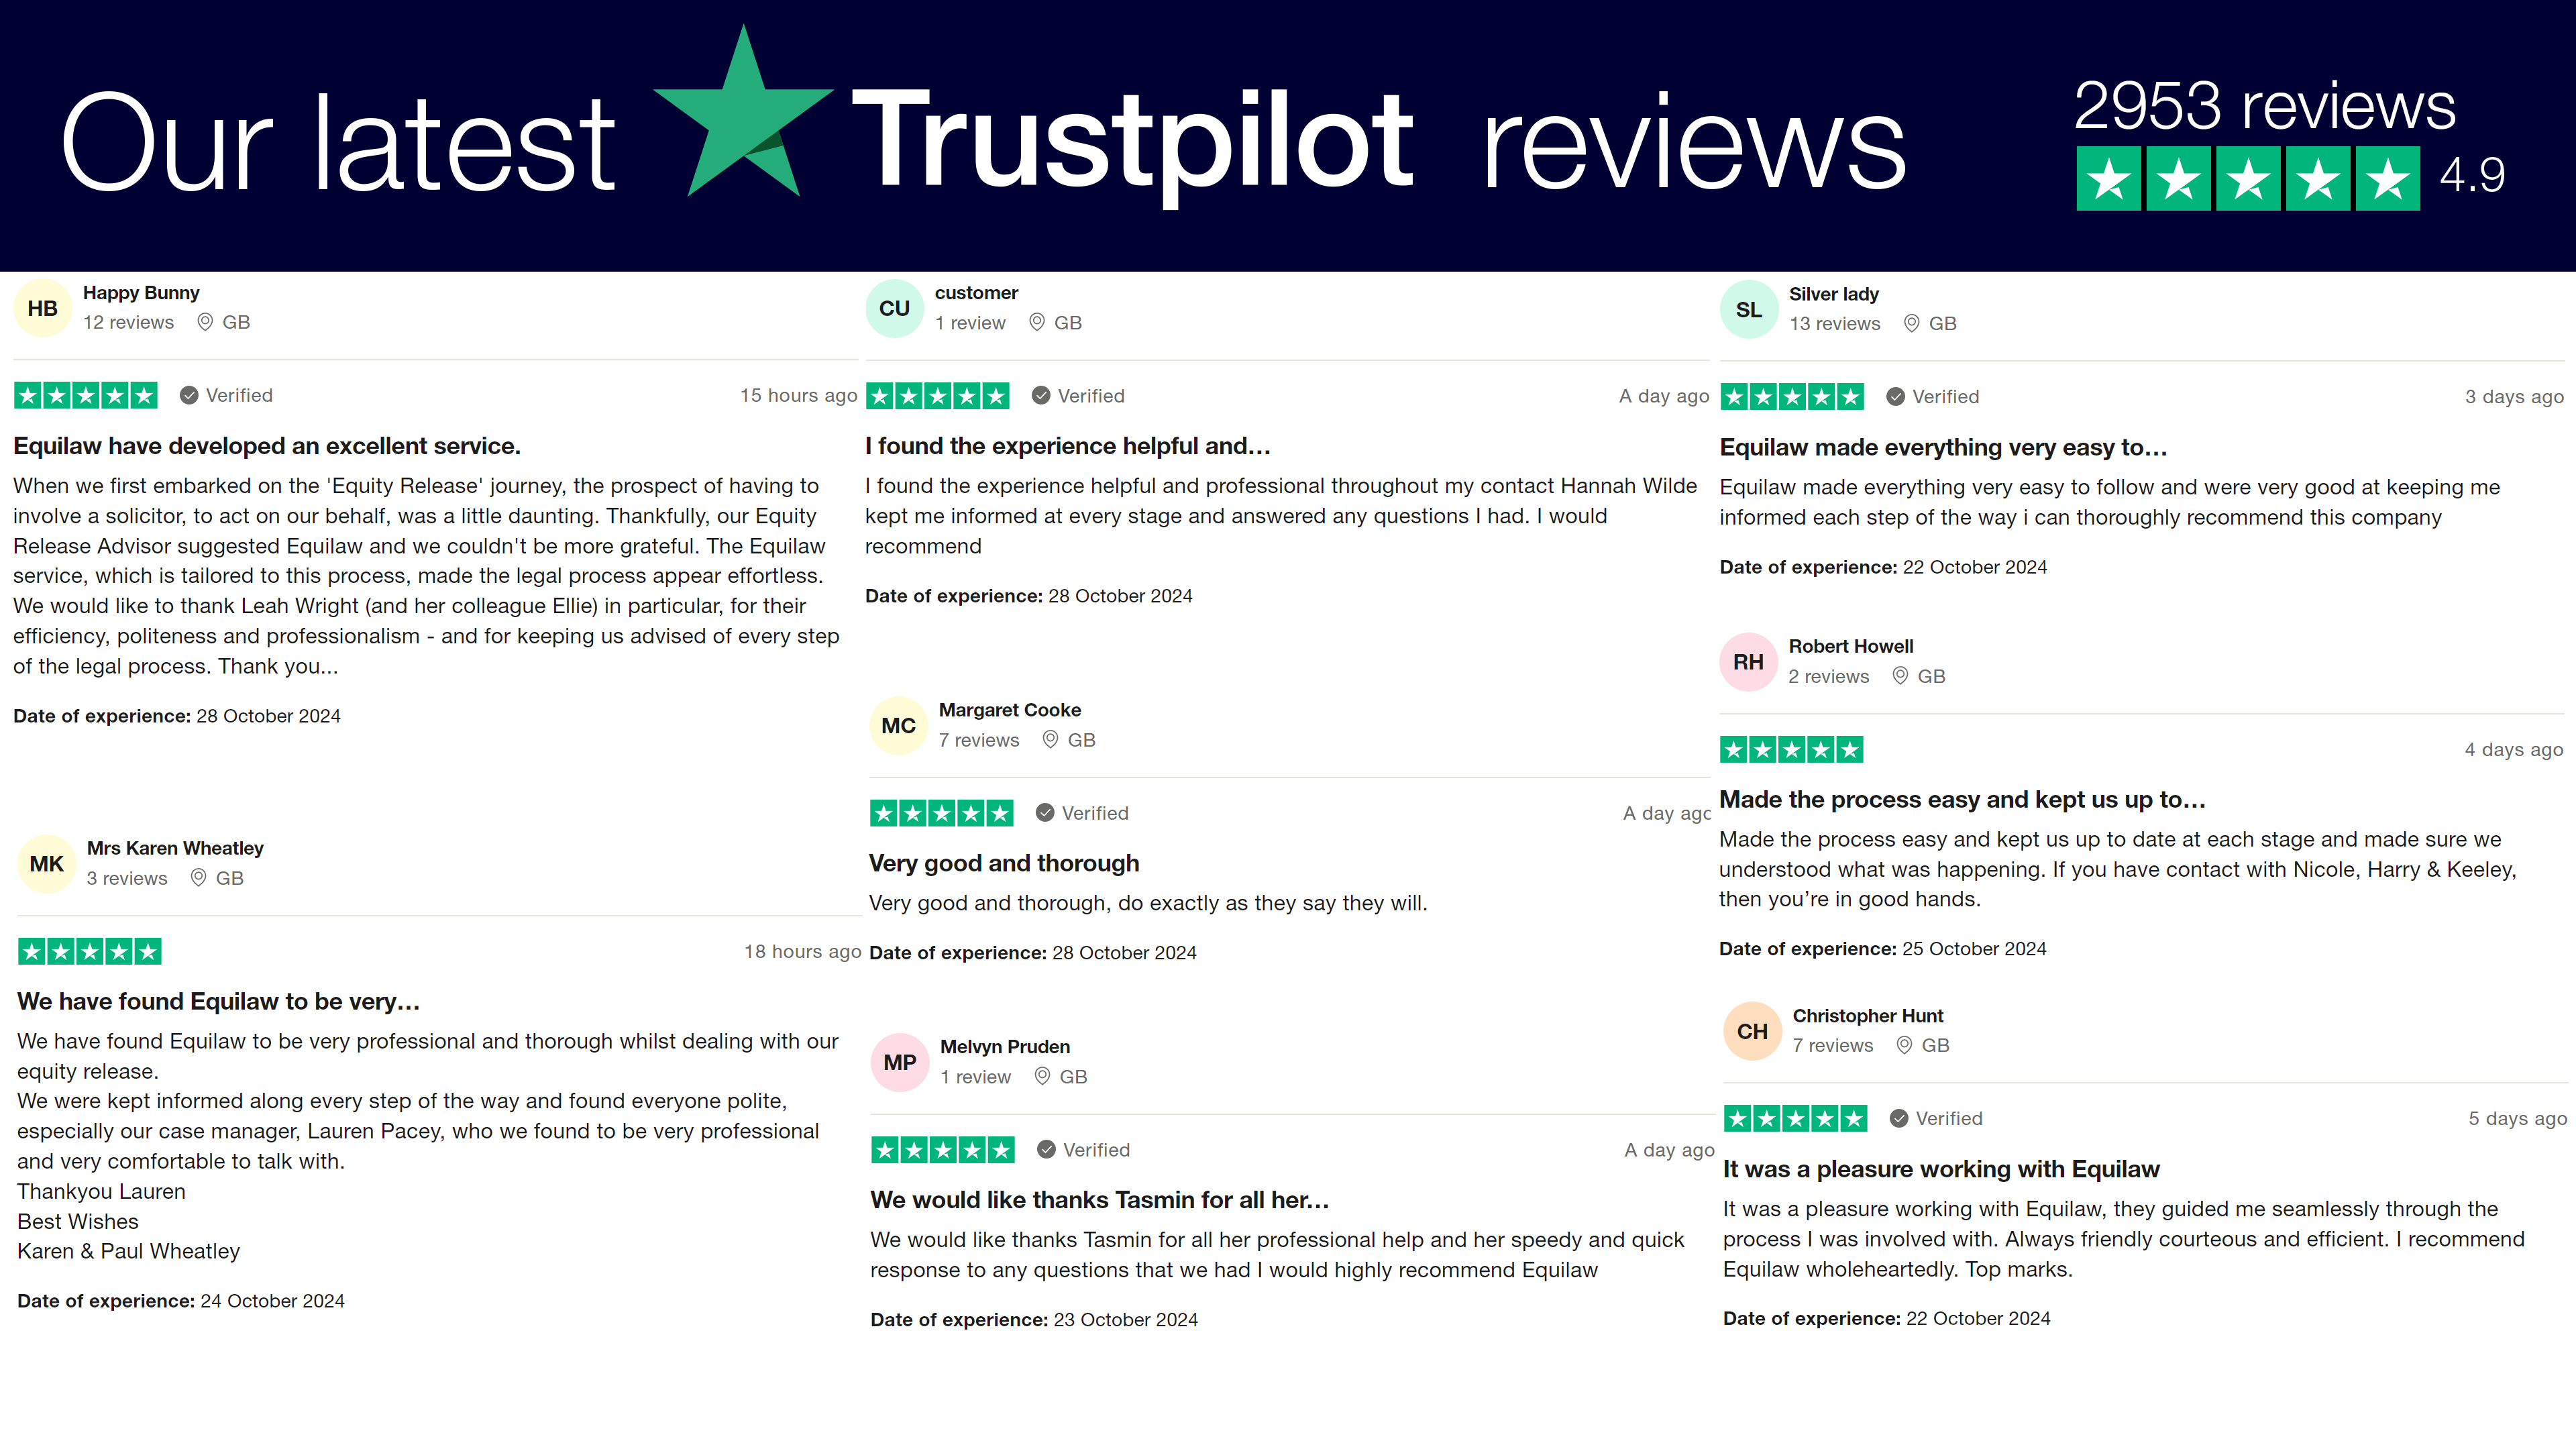 Our latest Trustpilot reviews
2953 reviews
4.9
HB
Happy Bunny
12 reviews GB
Verified
15 hours ago
Equilaw have developed an excellent service.
When we first embarked on the 'Equity Release' journey, the prospect of having to
involve a solicitor, to act on our behalf, was a little daunting. Thankfully, our Equity
Release Advisor suggested Equilaw and we couldn't be more grateful. The Equilaw
service, which is tailored to this process, made the legal process appear effortless.
We would like to thank Leah Wright (and her colleague Ellie) in particular, for their
efficiency, politeness and professionalism - and for keeping us advised of every step
of the legal process. Thank you...
Date of experience: 28 October 2024
MK
Mrs Karen Wheatley
3 reviews GB
18 hours ago
We have found Equilaw to be very…
We have found Equilaw to be very professional and thorough whilst dealing with our
equity release.
We were kept informed along every step of the way and found everyone polite,
especially our case manager, Lauren Pacey, who we found to be very professional
and very comfortable to talk with.
Thankyou Lauren
Best Wishes
Karen & Paul Wheatley
Date of experience: 24 October 2024
CU
customer
1 review GB
Verified
A day ago
I found the experience helpful and…
I found the experience helpful and professional throughout my contact Hannah Wilde
kept me informed at every stage and answered any questions I had. I would
recommend
Date of experience: 28 October 2024
MC
Margaret Cooke
7 reviews GB
Verified
A day ago
Very good and thorough
Very good and thorough, do exactly as they say they will.
Date of experience: 28 October 2024
MP
Melvyn Pruden
1 review GB
Verified
A day ago
We would like thanks Tasmin for all her…
We would like thanks Tasmin for all her professional help and her speedy and quick
response to any questions that we had I would highly recommend Equilaw
Date of experience: 23 October 2024
SL
Silver lady
13 reviews GB
Verified
3 days ago
Equilaw made everything very easy to…
Equilaw made everything very easy to follow and were very good at keeping me
informed each step of the way i can thoroughly recommend this company
Date of experience: 22 October 2024
RH
Robert Howell
2 reviews GB
4 days ago
Made the process easy and kept us up to…
Made the process easy and kept us up to date at each stage and made sure we
understood what was happening. If you have contact with Nicole, Harry & Keeley,
then you’re in good hands.
Date of experience: 25 October 2024
CH
Christopher Hunt
7 reviews GB
Verified
5 days ago
It was a pleasure working with Equilaw
It was a pleasure working with Equilaw, they guided me seamlessly through the
process I was involved with. Always friendly courteous and efficient. I recommend
Equilaw wholeheartedly. Top marks.
Date of experience: 22 October 2024